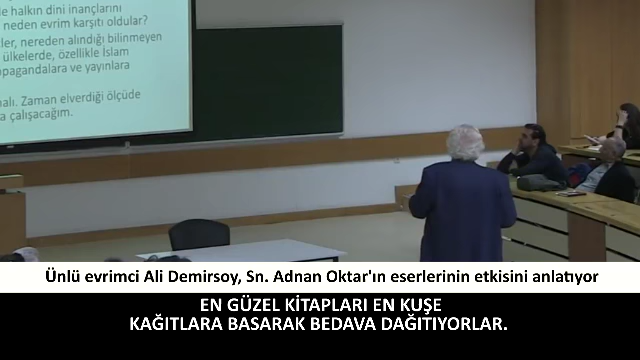 le halkın dini inançlarını
neden evrim karşıtı oldular?
ler, nereden alındığı bilinmeyen
ülkelerde, özellikle İslam
opagandalara ve yayınlara
nalı. Zaman elverdiği ölçüde
a çalışacağım.
Ünlü evrimci Ali Demirsoy, Sn. Adnan Oktar'ın eserlerinin etkisini anlatıyor
EN GÜZEL KİTAPLARI EN KUŞE
KAĞITLARA BASARAK BEDAVA DAĞITIYORLAR.